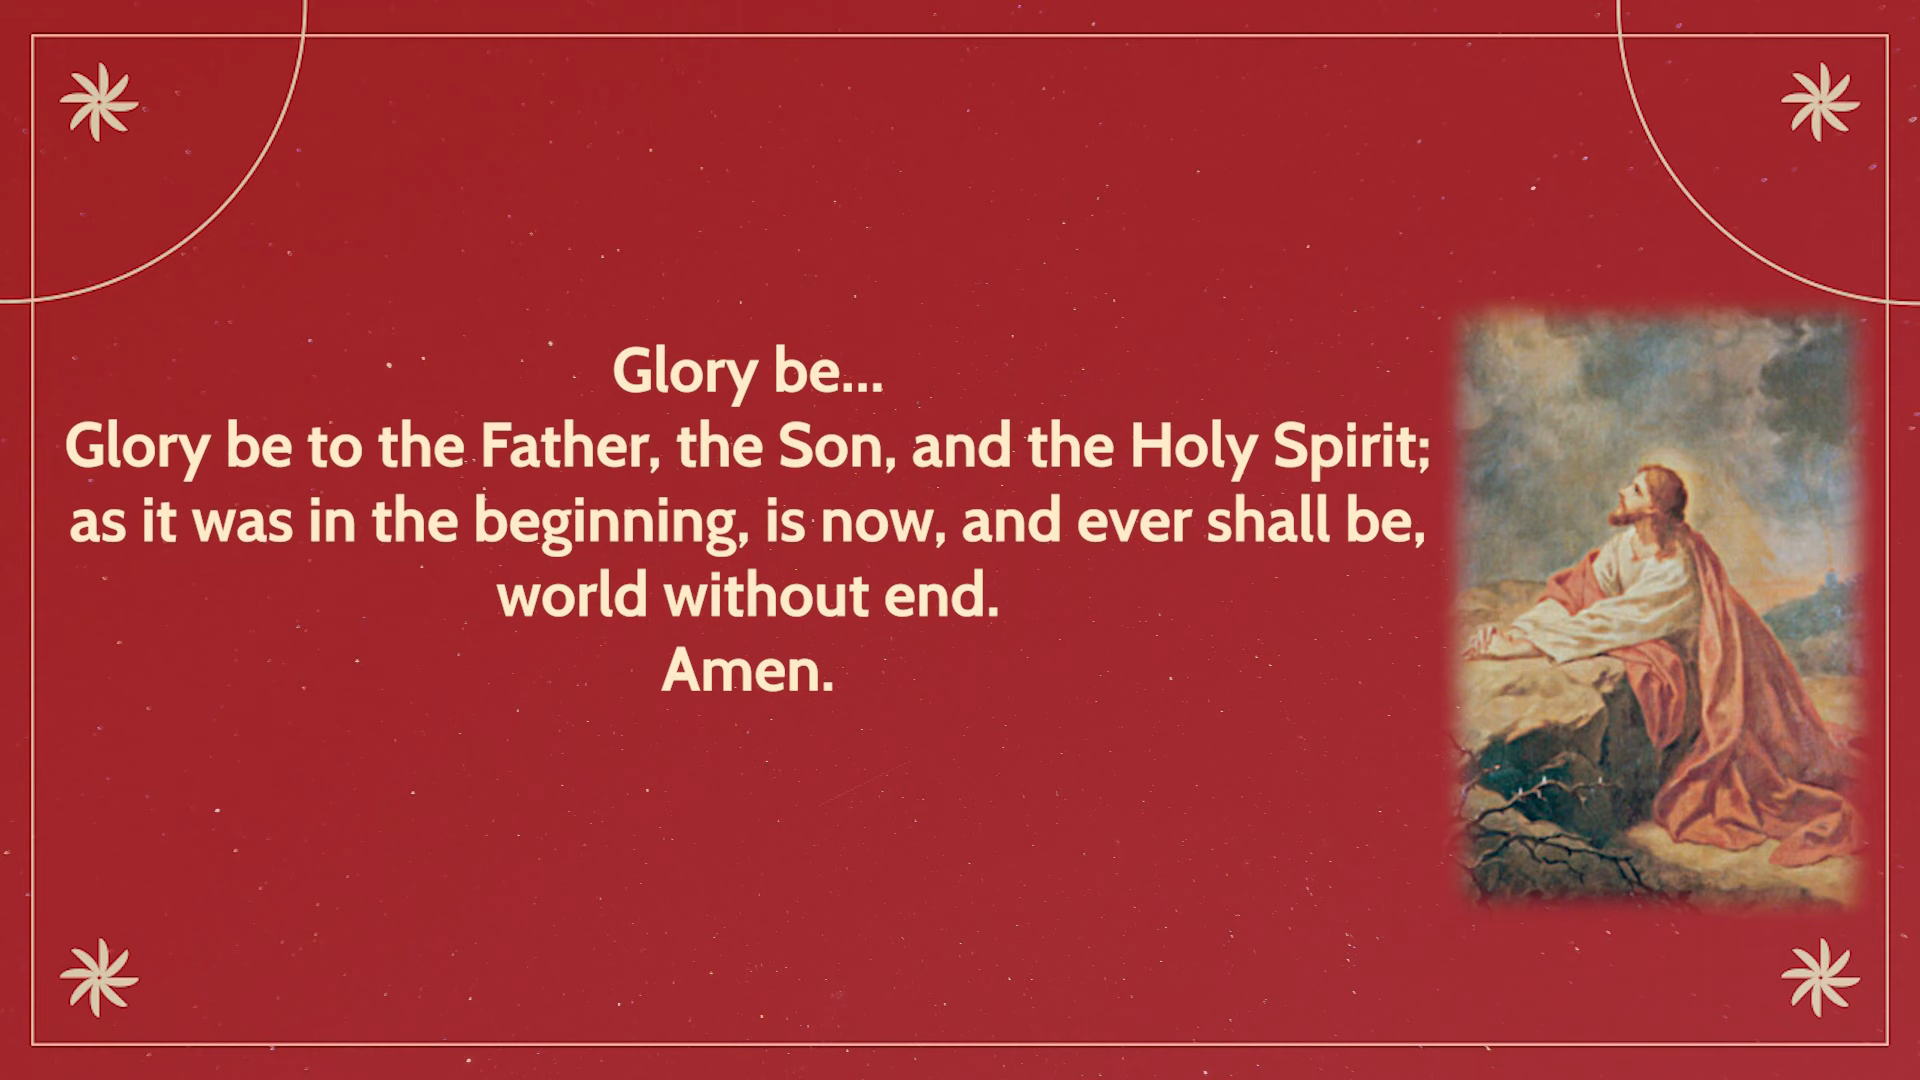 Glory be...
Glory be to the Father, the Son, and the Holy Spirit;
as it was in the beginning, is now, and ever shall be,
world without end.
Amen.